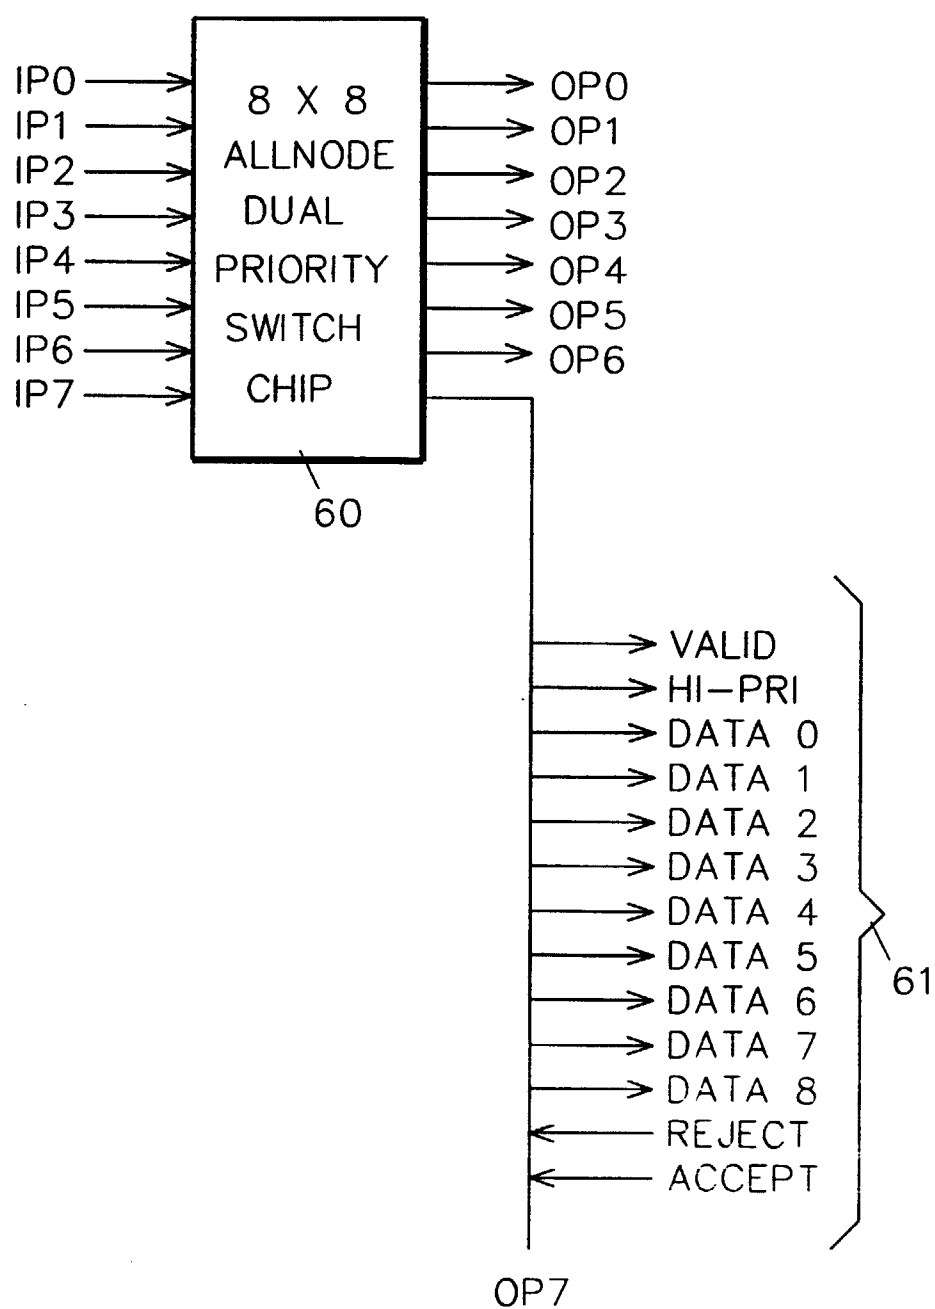 IP0
IP1
IP2
IP3
IP4
IP5
IP6
IP7
8 X 8
ALLNODE
DUAL
PRIORITY
SWITCH
CHIP
60
OP0
OP1
OP2
OP3
OP4
OP5
OP6
VALID
HI-PRI
DATA 0
DATA 1
DATA 2
DATA 3
DATA 4
DATA 5
DATA 6
DATA 7
DATA 8
REJECT
ACCEPT
61
OP7